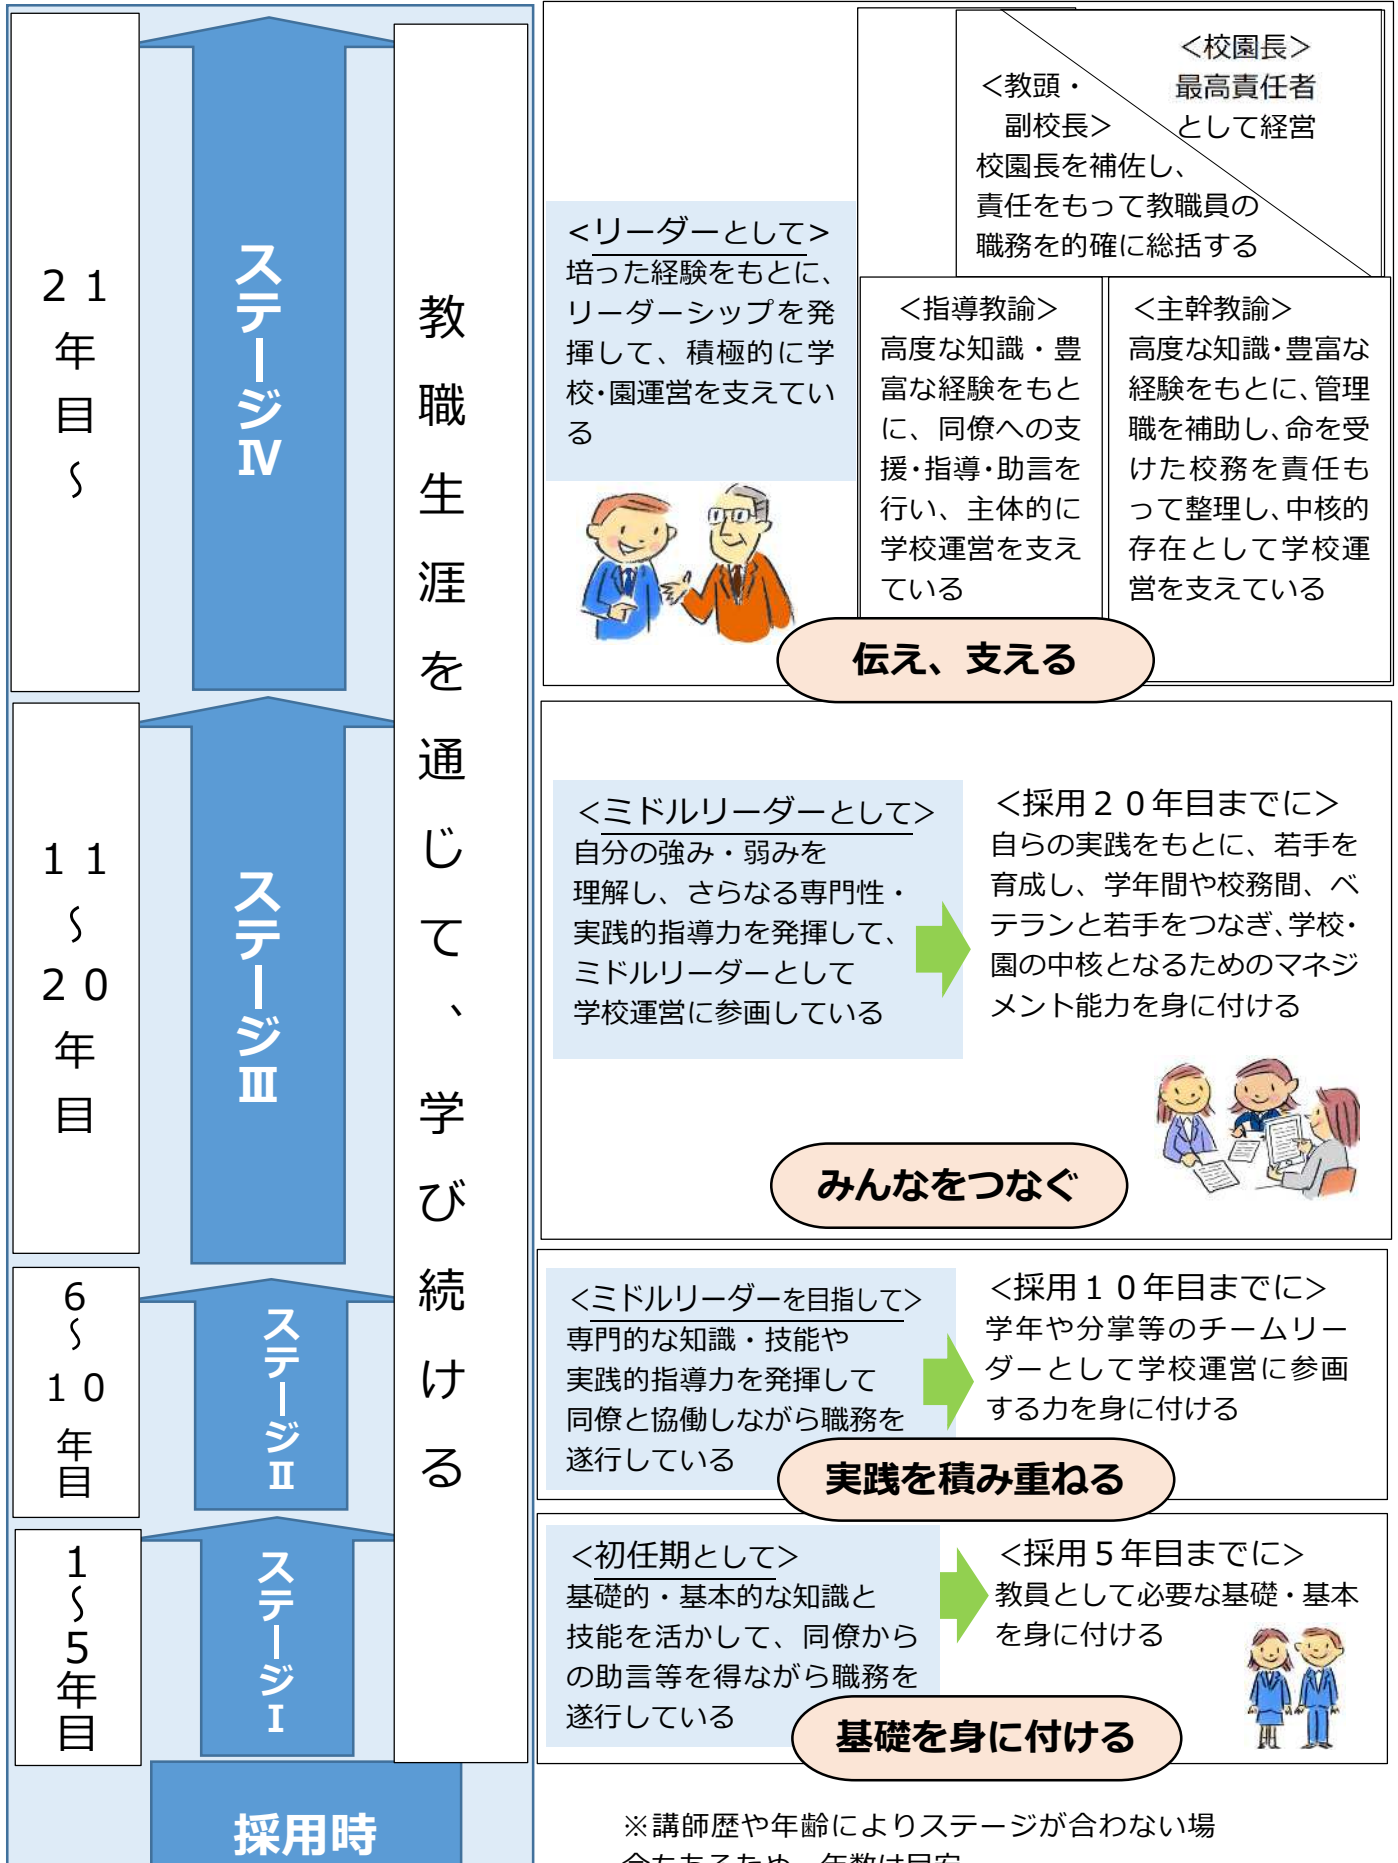 ２１
年
目
～
ステージⅣ
教職生涯を通じて、学び続ける
＜リーダーとして＞
培った経験をもとに、
リーダーシップを発
揮して、積極的に学
校・園運営を支えてい
る
＜校園長＞
最高責任者
として経営
＜教頭・
副校長＞
校園長を補佐し、
責任をもって教職員の
職務を的確に総括する
＜指導教諭＞
高度な知識・豊
富な経験をもと
に、同僚への支
援・指導・助言を
行い、主体的に
学校運営を支え
ている
＜主幹教諭＞
高度な知識・豊富な
経験をもとに、管理
職を補助し、命を受
けた校務を責任も
って整理し、中核的
存在として学校運
営を支えている
伝え、支える
１１
～
２０
年
目
ステージⅢ
＜ミドルリーダーとして＞
自分の強み・弱みを
理解し、さらなる専門性・
実践的指導力を発揮して、
ミドルリーダーとして
学校運営に参画している
＜採用２０年目までに＞
自らの実践をもとに、若手を
育成し、学年間や校務間、ベ
テランと若手をつなぎ、学校・
園の中核となるためのマネジ
メント能力を身に付ける
みんなをつなぐ
６
～
１０
年
目
ステージⅡ
＜ミドルリーダーを目指して＞
専門的な知識・技能や
実践的指導力を発揮して
同僚と協働しながら職務を
遂行している
＜採用１０年目までに＞
学年や分掌等のチームリー
ダーとして学校運営に参画
する力を身に付ける
実践を積み重ねる
１
～
５
年
目
ステージⅠ
＜初任期として＞
基礎的・基本的な知識と
技能を活かして、同僚から
の助言等を得ながら職務を
遂行している
＜採用５年目までに＞
教員として必要な基礎・基本
を身に付ける
基礎を身に付ける
採用時
※講師歴や年齢によりステージが合わない場
合もあるため、年数は目安